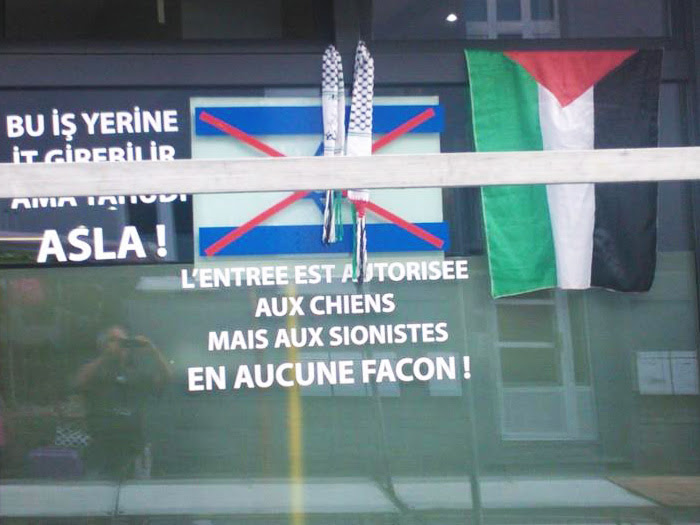 BU İŞ YERİNE
İT GİREBİLİR
AMA YAHUDİ
ASLA !
L'ENTREE EST AUTORISEE
AUX CHIENS
MAIS AUX SIONISTES
EN AUCUNE FACON !